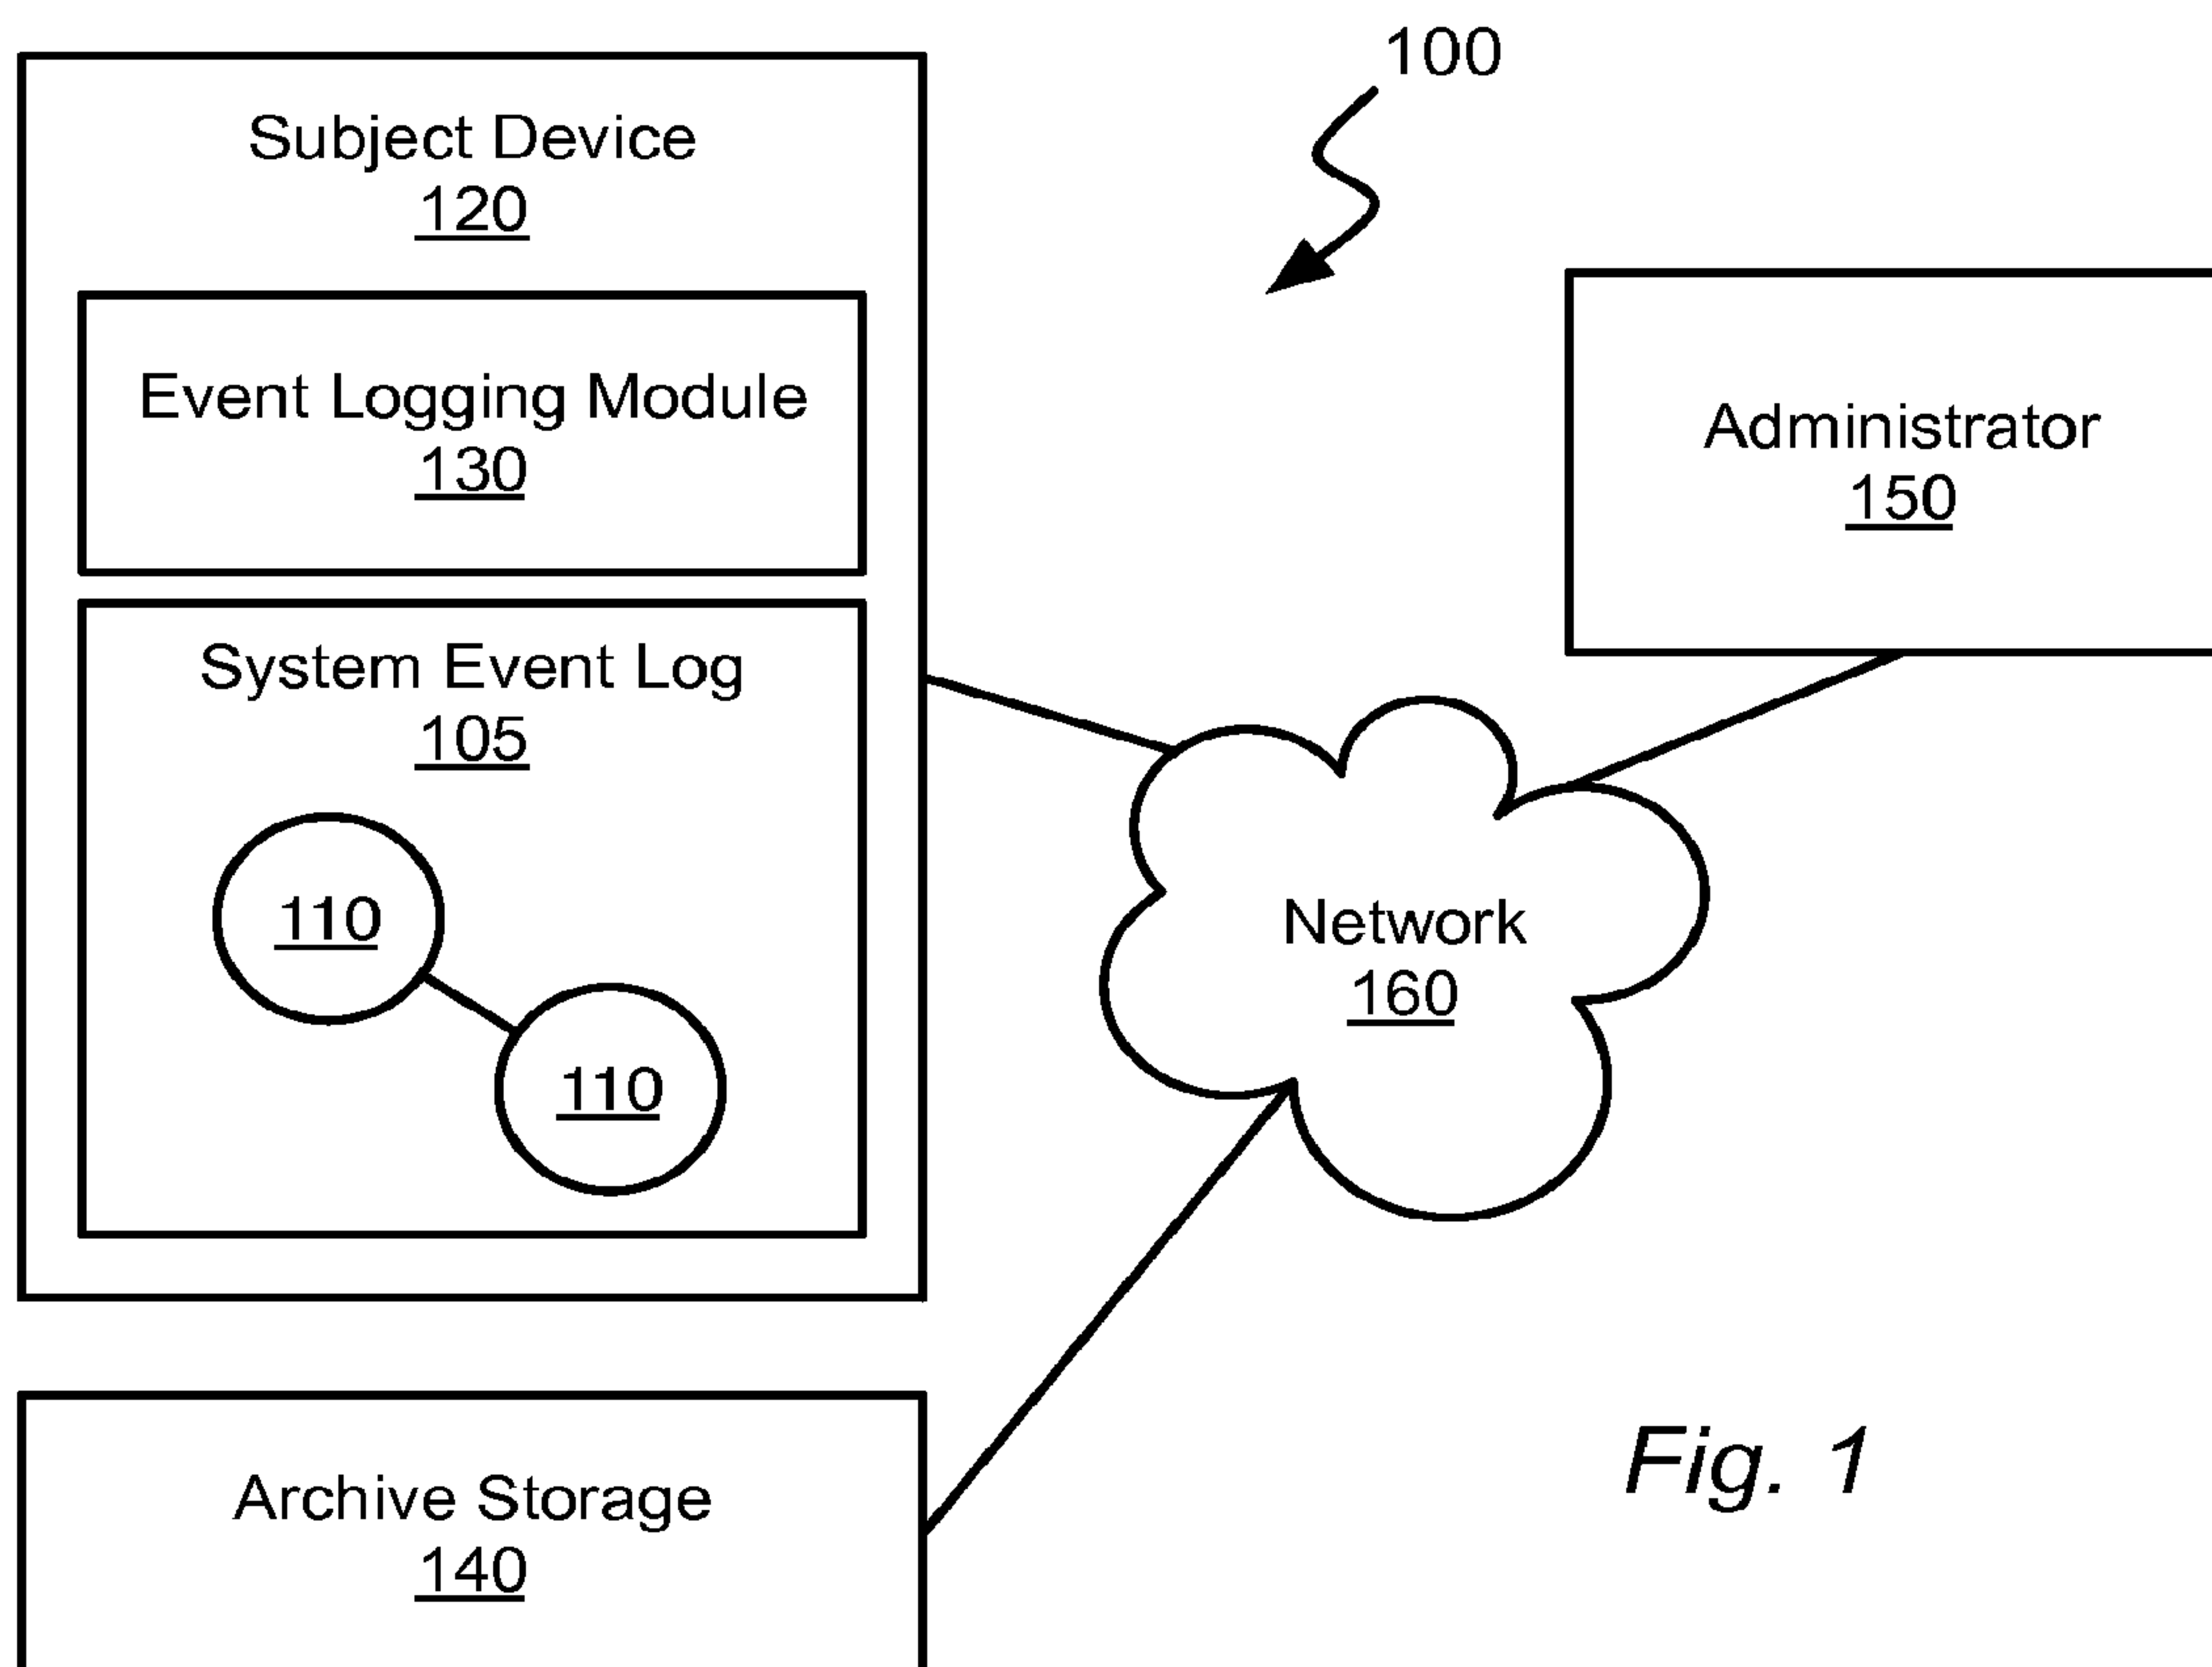 100
Subject Device
120
Event Logging Module
130
Administrator
150
System Event Log
105
110
110
Network
160
Archive Storage
140
Fig. 1